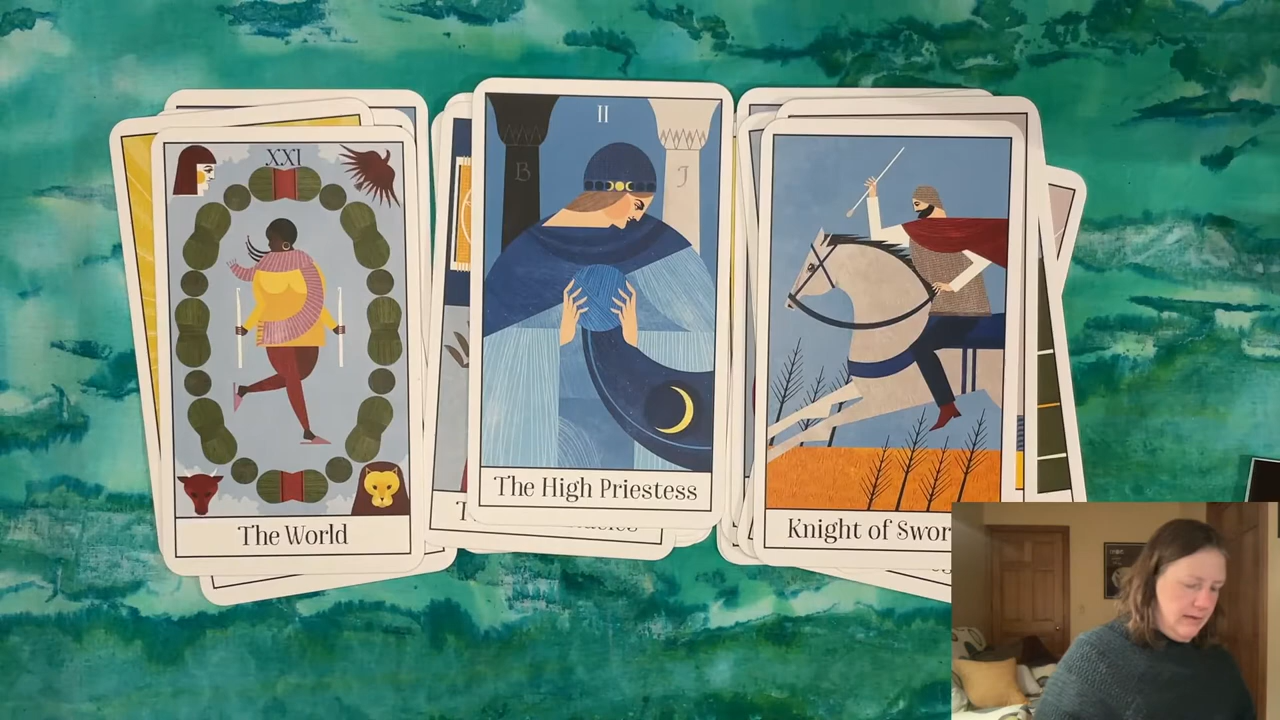 XXI
The World
II
B
J
The High Priestess
Knight of Swor